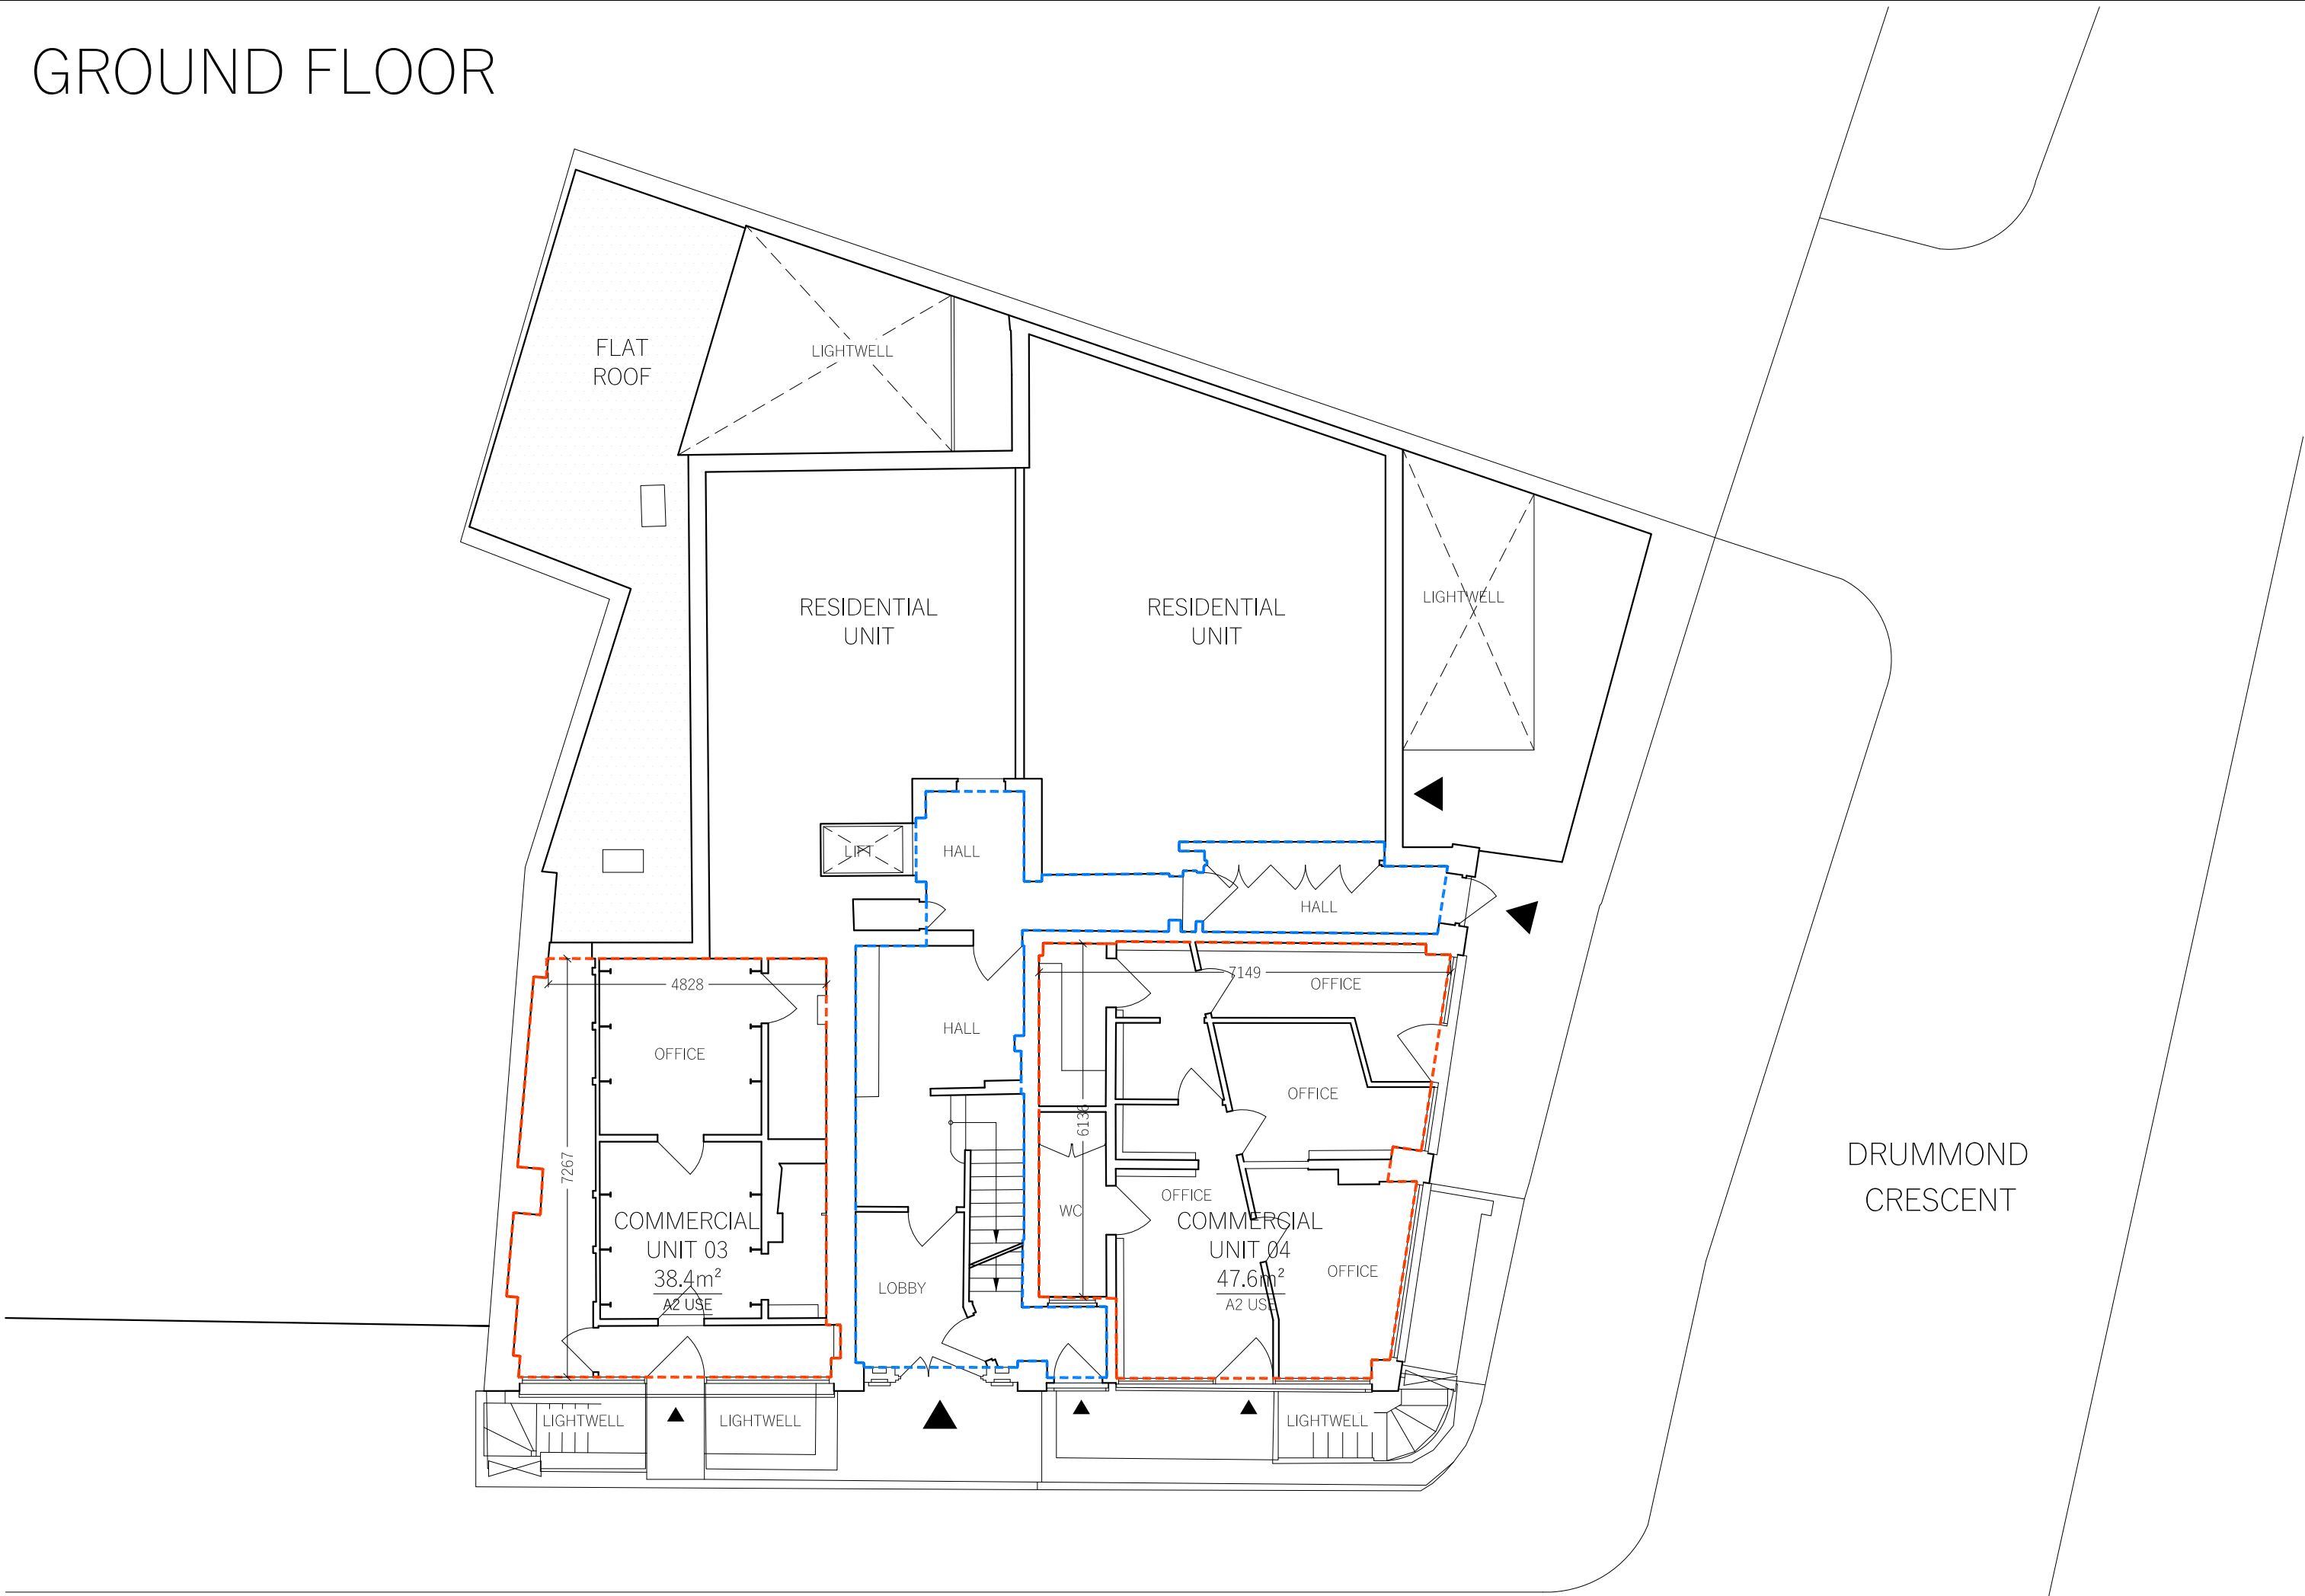 GROUND FLOOR
FLAT
ROOF
LIGHTWELL
RESIDENTIAL
UNIT
RESIDENTIAL
UNIT
LIGHTWELL
LIFT
HALL
HALL
4828
7149
OFFICE
HALL
OFFICE
OFFICE
6136
7267
OFFICE
WC
COMMERCIAL
UNIT 03
38.4m²
A2 USE
COMMERCIAL
UNIT 04
47.6m²
A2 USE
LOBBY
OFFICE
DRUMMOND
CRESCENT
LIGHTWELL
LIGHTWELL
LIGHTWELL